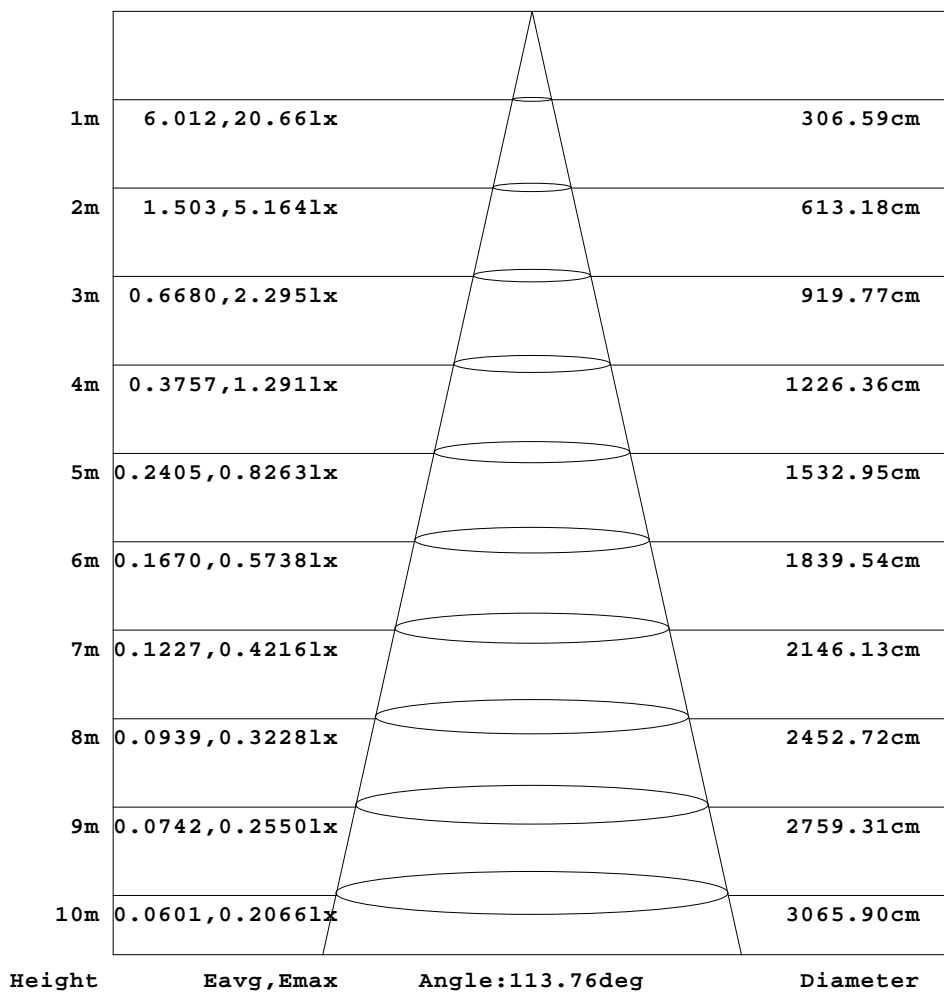 1m 6.012,20.66lx 306.59cm
2m 1.503,5.164lx 613.18cm
3m 0.6680,2.295lx 919.77cm
4m 0.3757,1.291lx 1226.36cm
5m 0.2405,0.8263lx 1532.95cm
6m 0.1670,0.5738lx 1839.54cm
7m 0.1227,0.4216lx 2146.13cm
8m 0.0939,0.3228lx 2452.72cm
9m 0.0742,0.2550lx 2759.31cm
10m 0.0601,0.2066lx 3065.90cm
Height Eavg,Emax Angle:113.76deg Diameter